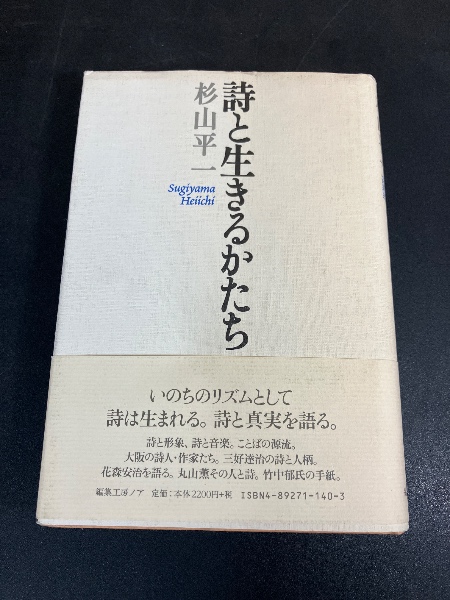 詩と生きるかたち
杉山平一
Sugiyama
Heiichi
いのちのリズムとして
詩は生まれる。詩と真実を語る。
詩と形象、詩と音楽。ことばの源流。
大阪の詩人・作家たち。三好達治の詩と人柄。
花森安治を語る。丸山薫その人と詩。竹中郁氏の手紙。
編集工房ノア 定価:本体2200円+税 ISBN4-89271-140-3